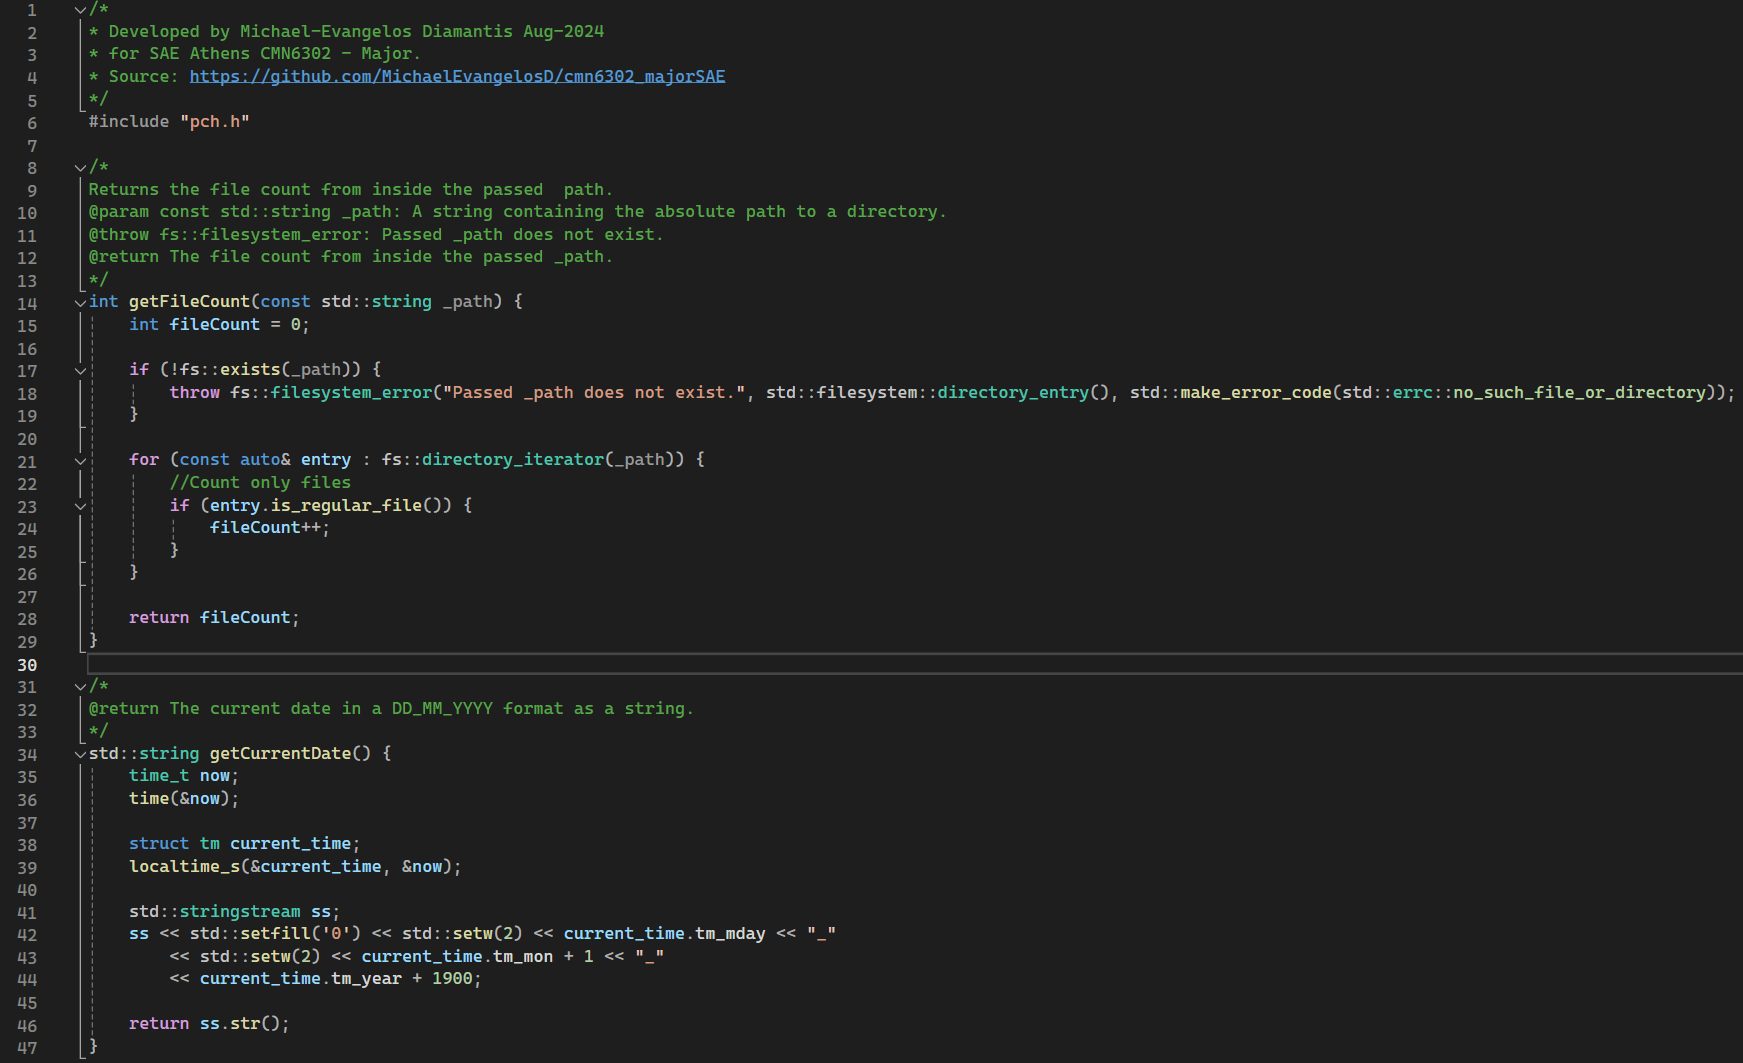 1 /*
2 * Developed by Michael-Evangelos Diamantis Aug-2024
3 * for SAE Athens CMN6302 - Major.
4 * Source: https://github.com/MichaelEvangelosD/cmn6302_majorSAE
5 */
6 #include "pch.h"
7
8 /*
9 Returns the file count from inside the passed  path.
10 @param const std::string _path: A string containing the absolute path to a directory.
11 @throw fs::filesystem_error: Passed _path does not exist.
12 @return The file count from inside the passed _path.
13 */
14 int getFileCount(const std::string _path) {
15     int fileCount = 0;
16
17     if (!fs::exists(_path)) {
18         throw fs::filesystem_error("Passed _path does not exist.", std::filesystem::directory_entry(), std::make_error_code(std::errc::no_such_file_or_directory));
19     }
20
21     for (const auto& entry : fs::directory_iterator(_path)) {
22         //Count only files
23         if (entry.is_regular_file()) {
24             fileCount++;
25         }
26     }
27
28     return fileCount;
29 }
30
31 /*
32 @return The current date in a DD_MM_YYYY format as a string.
33 */
34 std::string getCurrentDate() {
35     time_t now;
36     time(&now);
37
38     struct tm current_time;
39     localtime_s(&current_time, &now);
40
41     std::stringstream ss;
42     ss << std::setfill('0') << std::setw(2) << current_time.tm_mday << "_"
43         << std::setw(2) << current_time.tm_mon + 1 << "_"
44         << current_time.tm_year + 1900;
45
46     return ss.str();
47 }